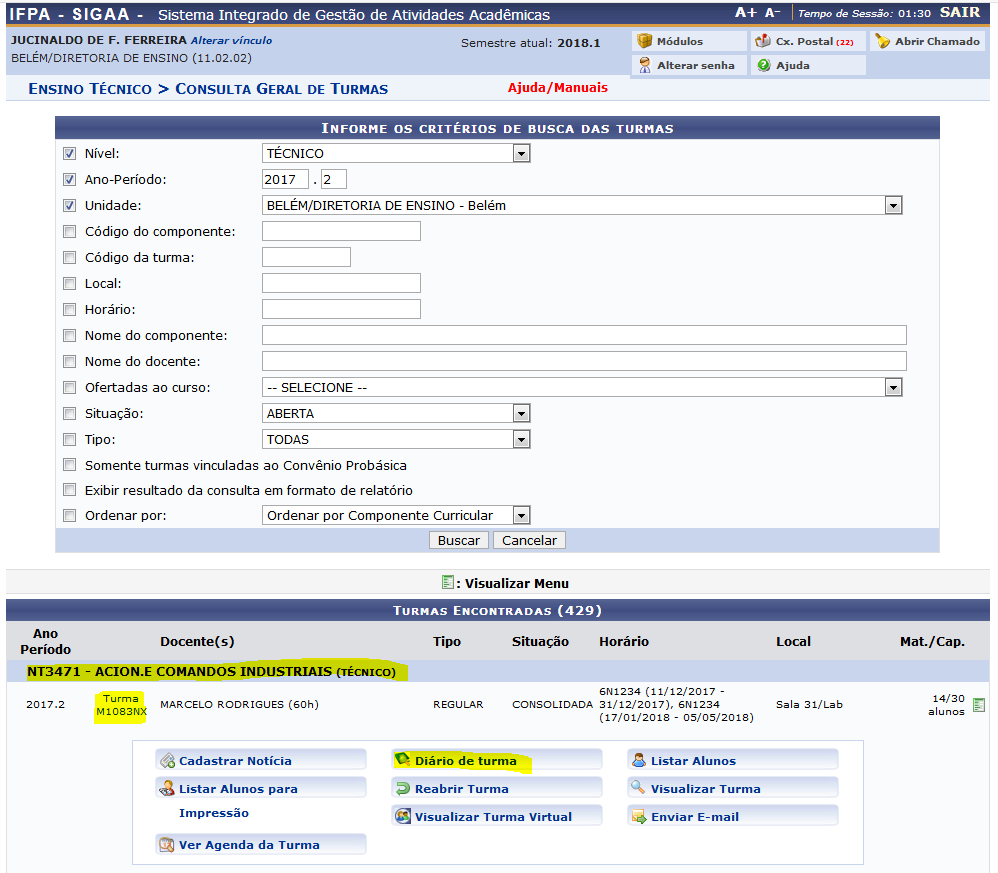 IFPA - SIGAA - Sistema Integrado de Gestão de Atividades Acadêmicas A+ A- Tempo de Sessão: 01:30 SAIR
JUCINALDO DE F. FERREIRA Alterar vínculo Semestre atual: 2018.1 Módulos Cx. Postal (22) Abrir Chamado
BELÉM/DIRETORIA DE ENSINO (11.02.02) Alterar senha Ajuda
ENSINO TÉCNICO > CONSULTA GERAL DE TURMAS Ajuda/Manuais
INFORME OS CRITÉRIOS DE BUSCA DAS TURMAS
Nível: TÉCNICO
Ano-Período: 2017 . 2
Unidade: BELÉM/DIRETORIA DE ENSINO - Belém
Código do componente:
Código da turma:
Local:
Horário:
Nome do componente:
Nome do docente:
Ofertadas ao curso: -- SELECIONE --
Situação: ABERTA
Tipo: TODAS
Somente turmas vinculadas ao Convênio Probásica
Exibir resultado da consulta em formato de relatório
Ordenar por: Ordenar por Componente Curricular
Buscar Cancelar
: Visualizar Menu
TURMAS ENCONTRADAS (429)
Ano Período Docente(s) Tipo Situação Horário Local Mat./Cap.
NT3471 - ACION.E COMANDOS INDUSTRIAIS (TÉCNICO)
2017.2 Turma M1083NX MARCELO RODRIGUES (60h) REGULAR CONSOLIDADA 6N1234 (11/12/2017 -
31/12/2017), 6N1234
(17/01/2018 - 05/05/2018) Sala 31/Lab 14/30
alunos
Cadastrar Notícia Diário de turma Listar Alunos
Listar Alunos para Impressão Reabrir Turma Visualizar Turma
Visualizar Turma Virtual Enviar E-mail
Ver Agenda da Turma